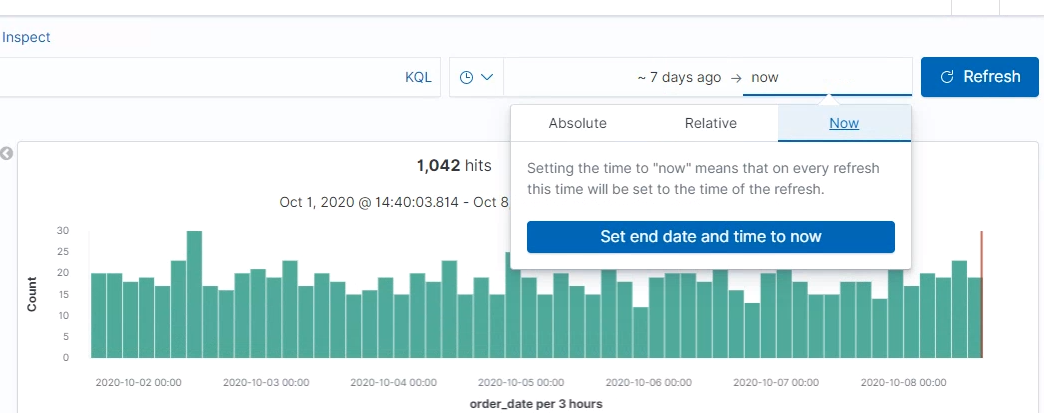 Inspect
KQL
~ 7 days ago → now
Refresh
Absolute
Relative
Now
Setting the time to "now" means that on every refresh
this time will be set to the time of the refresh.
Set end date and time to now
1,042 hits
Oct 1, 2020 @ 14:40:03.814 - Oct 8,
Count
30
25
20
15
10
5
0
2020-10-02 00:00
2020-10-03 00:00
2020-10-04 00:00
2020-10-05 00:00
2020-10-06 00:00
2020-10-07 00:00
2020-10-08 00:00
order_date per 3 hours